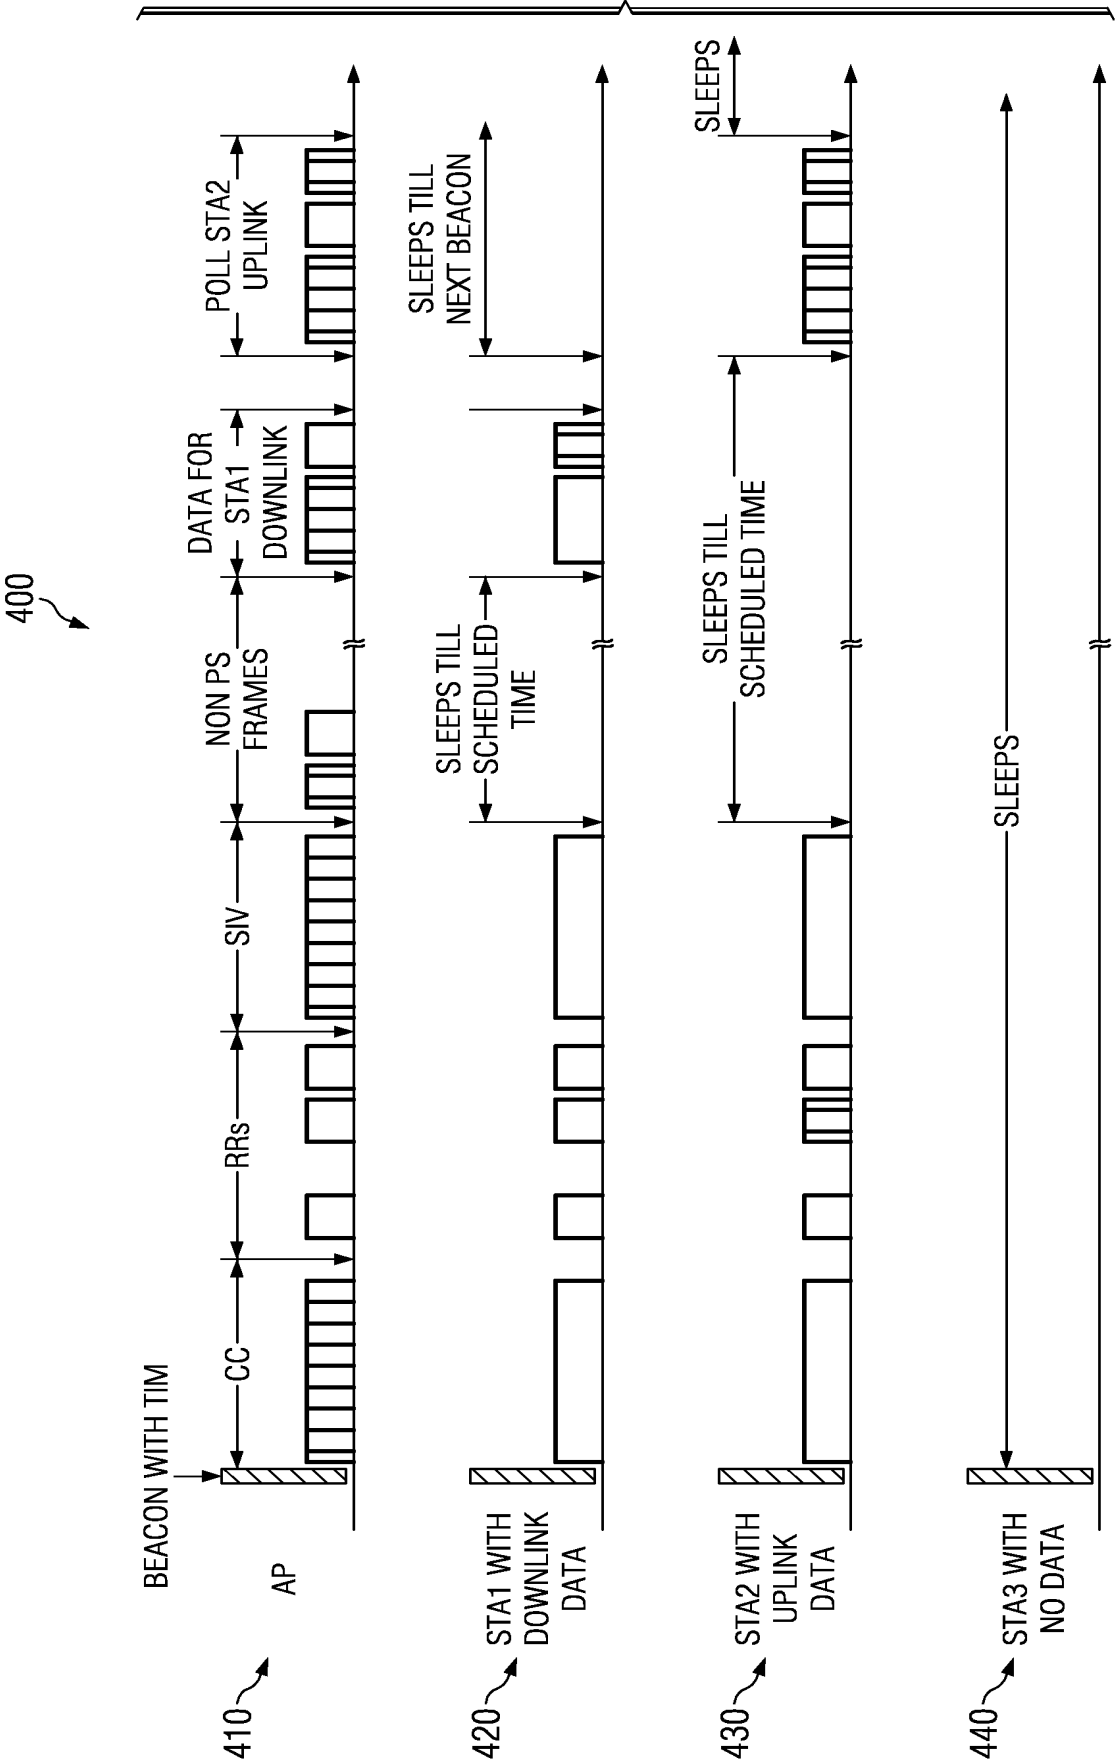 400
410
AP
BEACON WITH TIM
CC
RRs
SIV
NON PS
FRAMES
DATA FOR
STA1
DOWNLINK
POLL STA2
UPLINK
420
STA1 WITH
DOWNLINK
DATA
SLEEPS TILL
SCHEDULED
TIME
SLEEPS TILL
NEXT BEACON
430
STA2 WITH
UPLINK
DATA
SLEEPS TILL
SCHEDULED TIME
SLEEPS
440
STA3 WITH
NO DATA
SLEEPS